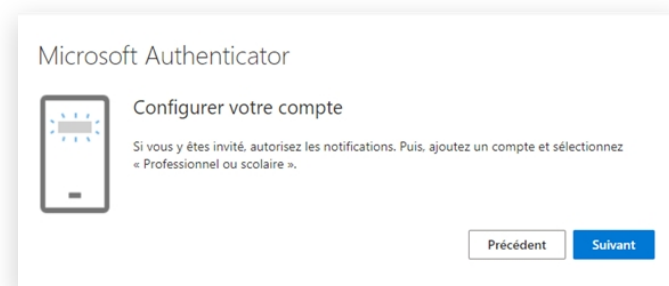 Microsoft Authenticator
Configurer votre compte
Si vous y êtes invité, autorisez les notifications. Puis, ajoutez un compte et sélectionnez
« Professionnel ou scolaire ».
Précédent
Suivant